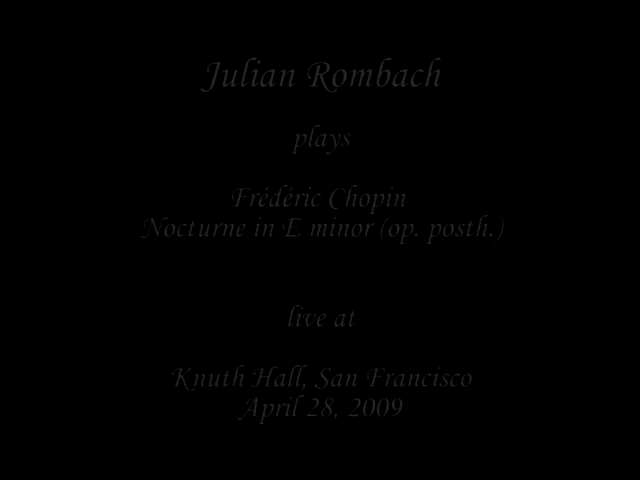 Julian Rombach
plays
Frédéric Chopin
Nocturne in E minor (op. posth.)
live at
Knuth Hall, San Francisco
April 28, 2009